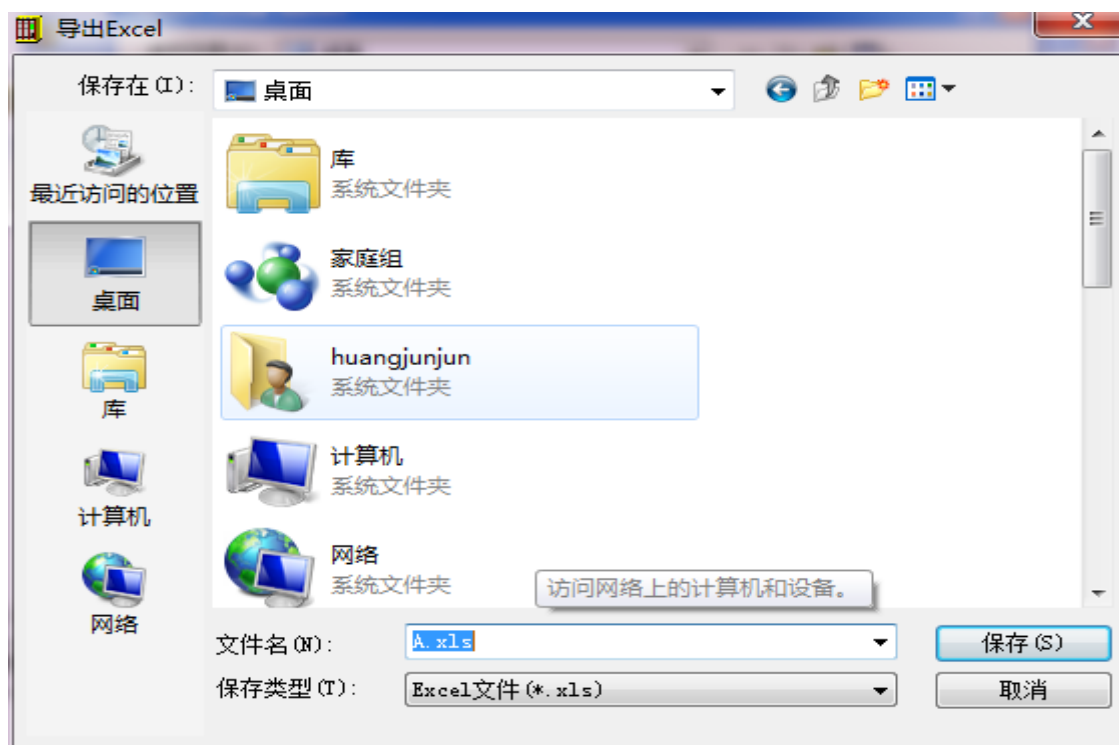 导出Excel
保存在(I):
桌面
最近访问的位置
桌面
库
计算机
网络
库
系统文件夹
家庭组
系统文件夹
huangjunjun
系统文件夹
计算机
系统文件夹
网络
系统文件夹
访问网络上的计算机和设备。
文件名(N):
A.xls
保存(S)
保存类型(T):
Excel文件(*.xls)
取消